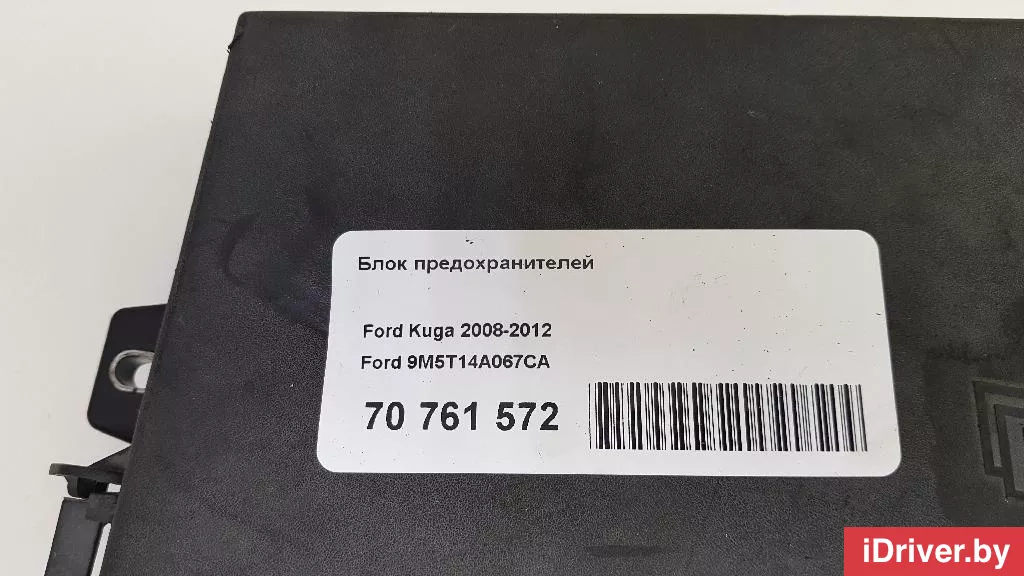 Блок предохранителей
Ford Kuga 2008-2012
Ford 9M5T14A067CA
70 761 572
iDriver.by